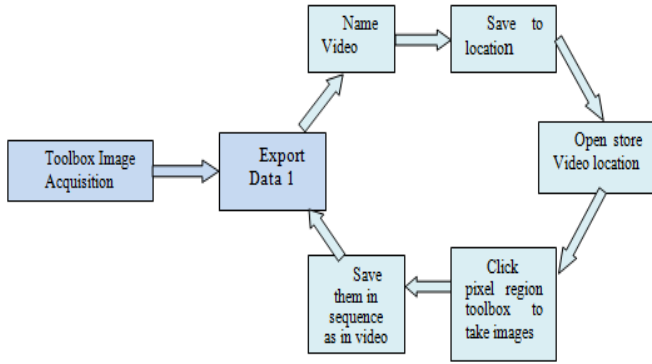 Name
Video
Save to
location
Open store
Video location
Toolbox Image
Acquisition
Export
Data 1
Click
pixel region
toolbox to
take images
Save
them in
sequence
as in video